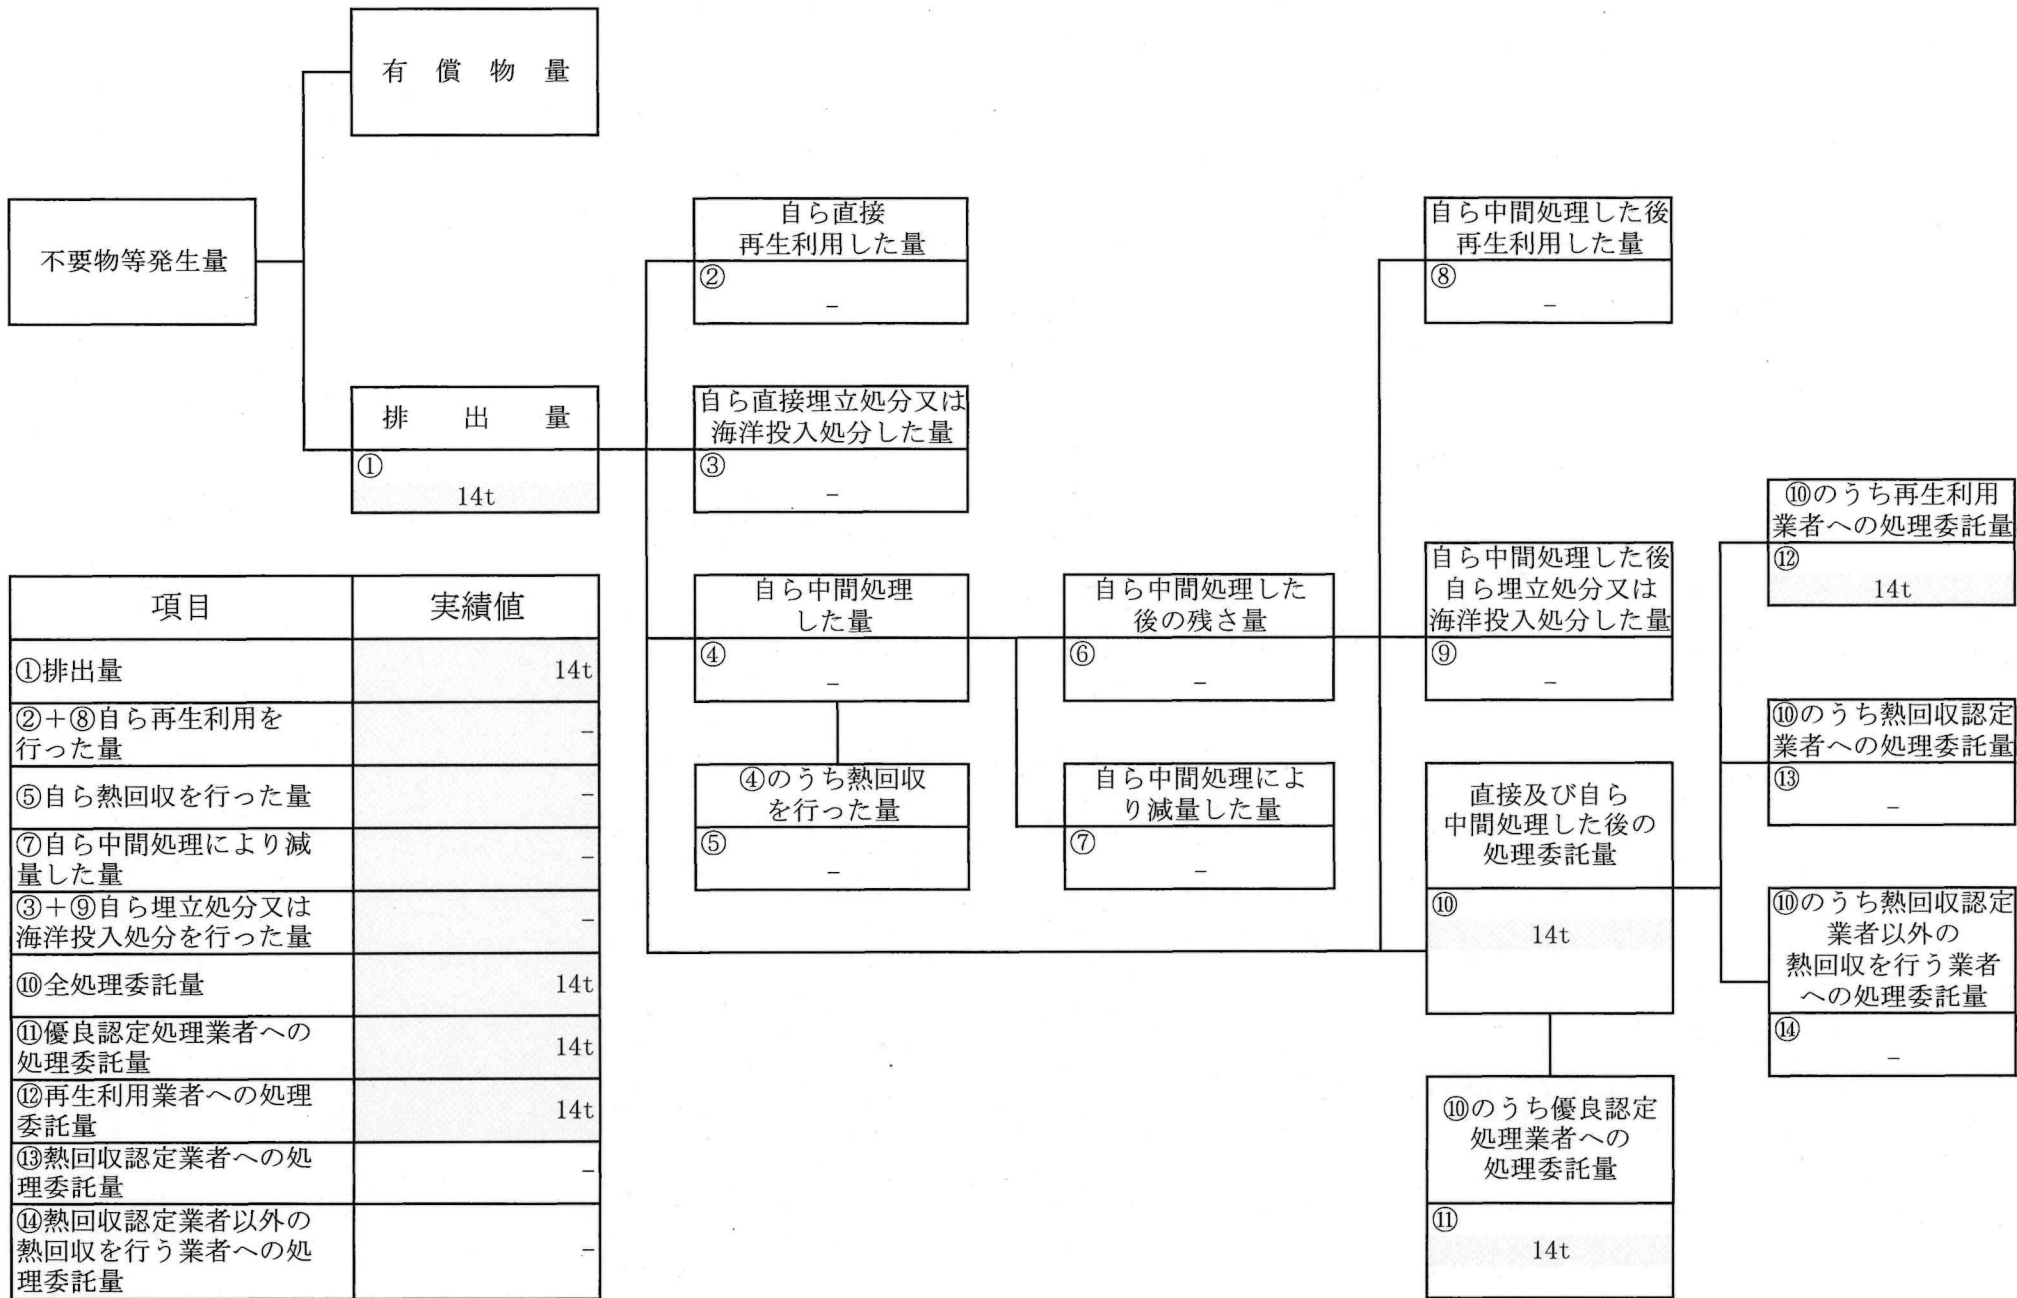 有償物量
不要物等発生量
排出量
①
14t
自ら直接
再生利用した量
②
－
自ら直接埋立処分又は
海洋投入処分した量
③
－
自ら中間処理
した量
④
－
④のうち熱回収
を行った量
⑤
－
自ら中間処理した
後の残さ量
⑥
－
自ら中間処理によ
り減量した量
⑦
－
自ら中間処理した後
再生利用した量
⑧
－
自ら中間処理した後
自ら埋立処分又は
海洋投入処分した量
⑨
－
直接及び自ら
中間処理した後の
処理委託量
⑩
14t
⑩のうち優良認定
処理業者への
処理委託量
⑪
14t
⑩のうち再生利用
業者への処理委託量
⑫
14t
⑩のうち熱回収認定
業者への処理委託量
⑬
－
⑩のうち熱回収認定
業者以外の
熱回収を行う業者
への処理委託量
⑭
－
項目 実績値
①排出量 14t
②＋⑧自ら再生利用を
行った量 －
⑤自ら熱回収を行った量 －
⑦自ら中間処理により減
量した量 －
③＋⑨自ら埋立処分又は
海洋投入処分を行った量 －
⑩全処理委託量 14t
⑪優良認定処理業者への
処理委託量 14t
⑫再生利用業者への処理
委託量 14t
⑬熱回収認定業者への処
理委託量 －
⑭熱回収認定業者以外の
熱回収を行う業者への処
理委託量 －